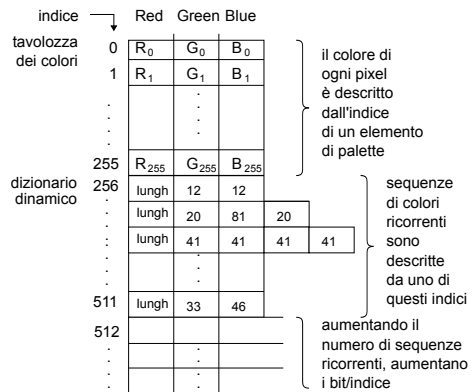 indice Red Green Blue
tavolozza
dei colori
0 R0 G0 B0
1 R1 G1 B1
. .
. .
. .
.
255 R255 G255 B255
il colore di
ogni pixel
è descritto
dall'indice
di un elemento
di palette
dizionario
dinamico
256 lungh 12 12
. lungh 20 81 20
: lungh 41 41 41 41
. .
. .
511 lungh 33 46
sequenze
di colori
ricorrenti
sono
descritte
da uno di
questi indici
512
. . . .
. . . .
aumentando il
numero di sequenze
ricorrenti, aumentano
i bit/indice